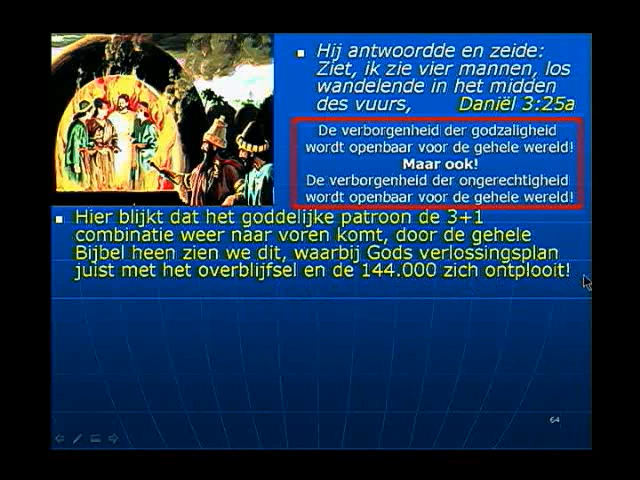 Hij antwoordde en zeide:
Ziet, ik zie vier mannen, los
wandelende in het midden
des vuurs, Daniël 3:25a
De verborgenheid der godzaligheid
wordt openbaar voor de gehele wereld!
Maar ook!
De verborgenheid der ongerechtigheid
wordt openbaar voor de gehele wereld!
Hier blijkt dat het goddelijke patroon de 3+1
combinatie weer naar voren komt, door de gehele
Bijbel heen zien we dit, waarbij Gods verlossingsplan
juist met het overblijfsel en de 144.000 zich ontplooit!
64